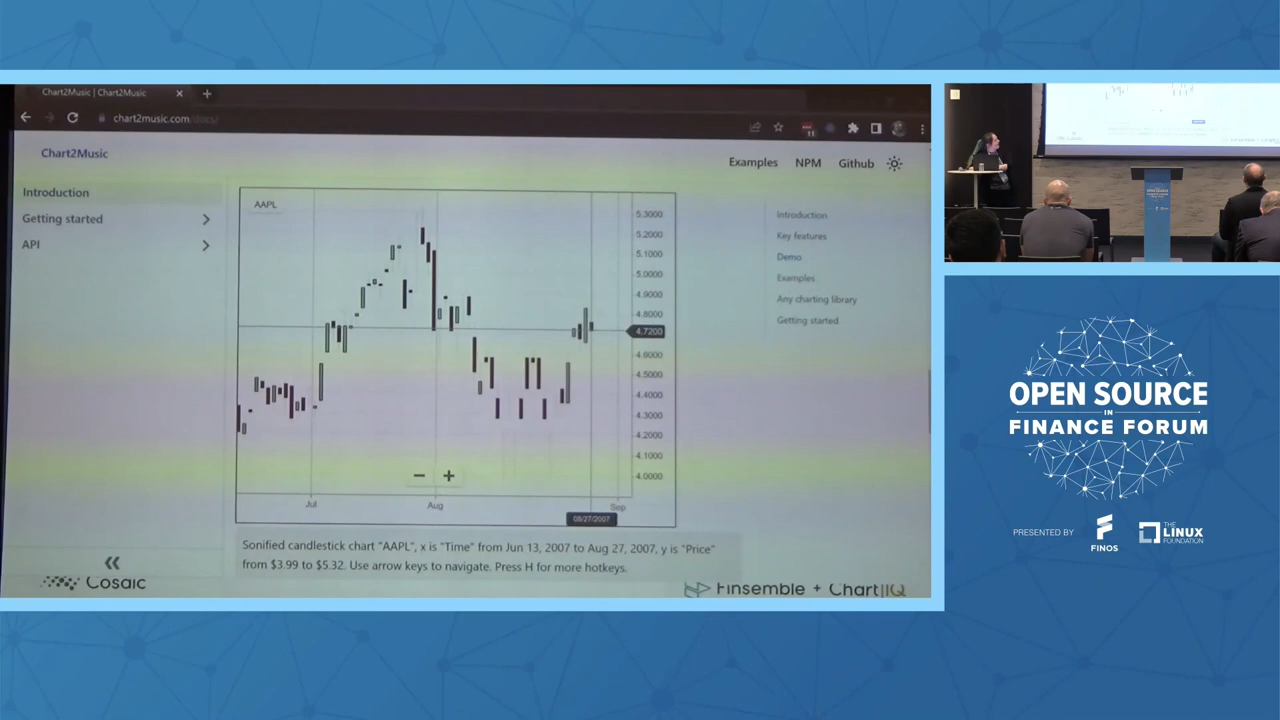 Chart2Music | Chart2Music
chart2music.com/docs/
Chart2Music
Examples NPM Github
Introduction
Getting started
API
AAPL
5.3000
5.2000
5.1000
5.0000
4.9000
4.8000
4.7200
4.6000
4.5000
4.4000
4.3000
4.2000
4.1000
4.0000
Jul
Aug
Sep
08/27/2007
Introduction
Key features
Demo
Examples
Any charting library
Getting started
Sonified candlestick chart "AAPL", x is "Time" from Jun 13, 2007 to Aug 27, 2007, y is "Price"
from $3.99 to $5.32. Use arrow keys to navigate. Press H for more hotkeys.
Cosaic
Finsemble + ChartIQ
OPEN SOURCE
IN
FINANCE FORUM
PRESENTED BY
FINOS
THE
LINUX
FOUNDATION